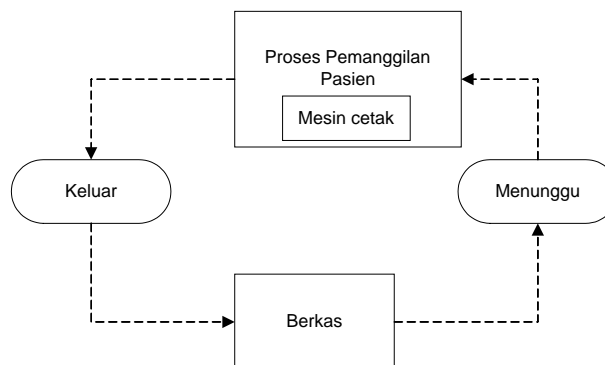 Proses Pemanggilan
Pasien
Mesin cetak
Keluar
Menunggu
Berkas